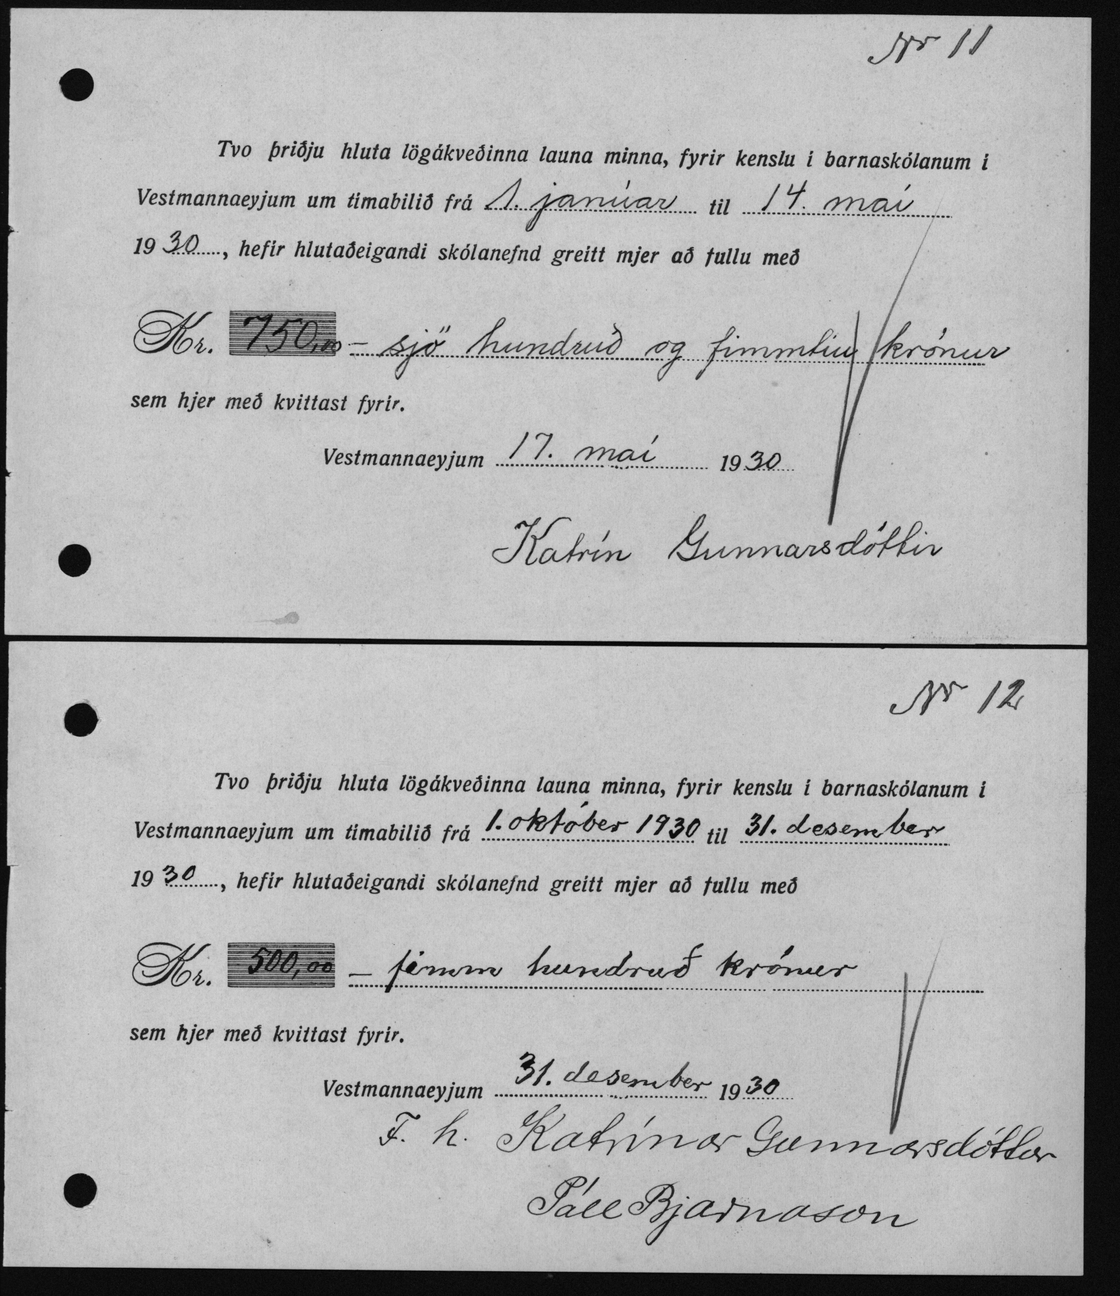 Nr 11
Tvo þriðju hluta lögákveðinna launa minna, fyrir kenslu í barnaskólanum í
Vestmannaeyjum um tímabilið frá 1. janúar til 14. maí
1930, hefir hlutaðeigandi skólanefnd greitt mjer að fullu með
Kr. 750,00 — sjö hundruð og fimmtíu krónur
sem hjer með kvittast fyrir.
Vestmannaeyjum 17. maí 1930
Katrín Gunnarsdóttir
Nr 12
Tvo þriðju hluta lögákveðinna launa minna, fyrir kenslu í barnaskólanum í
Vestmannaeyjum um tímabilið frá 1. október 1930 til 31. desember
1930, hefir hlutaðeigandi skólanefnd greitt mjer að fullu með
Kr. 500,00 — fimm hundruð krónur
sem hjer með kvittast fyrir.
Vestmannaeyjum 31. desember 1930
F. h. Katrínar Gunnarsdóttur
Páll Bjarnason